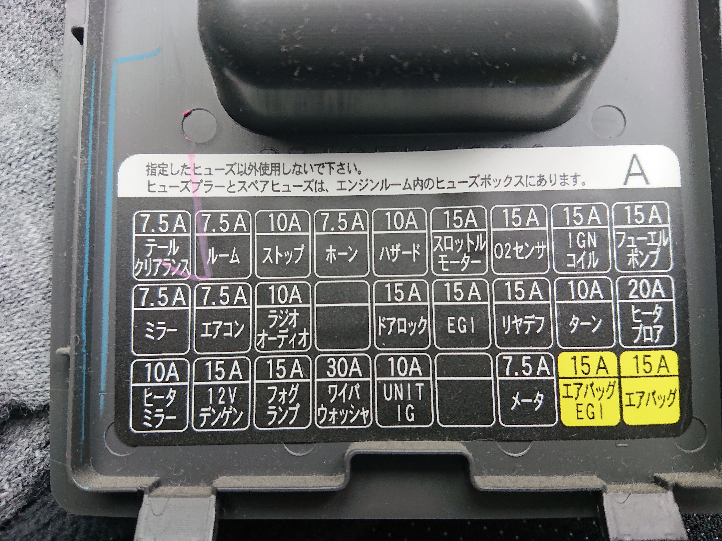 指定したヒューズ以外使用しないで下さい。
ヒューズプラーとスペアヒューズは、エンジンルーム内のヒューズボックスにあります。
A
7.5A 7.5A 10A 7.5A 10A 15A 15A 15A 15A
テール ルーム ストップ ホーン ハザード スロットル O2センサ IGN フューエル
クリアランス モーター コイル ポンプ
7.5A 7.5A 10A 15A 15A 15A 10A 20A
ミラー エアコン ラジオ ドアロック EGI リヤデフ ターン ヒータ
オーディオ ブロア
10A 15A 15A 30A 10A 7.5A 15A 15A
ヒータ 12V フォグ ワイパ UNIT メータ エアバッグ エアバッグ
ミラー デンゲン ランプ ウォッシャ IG EGI